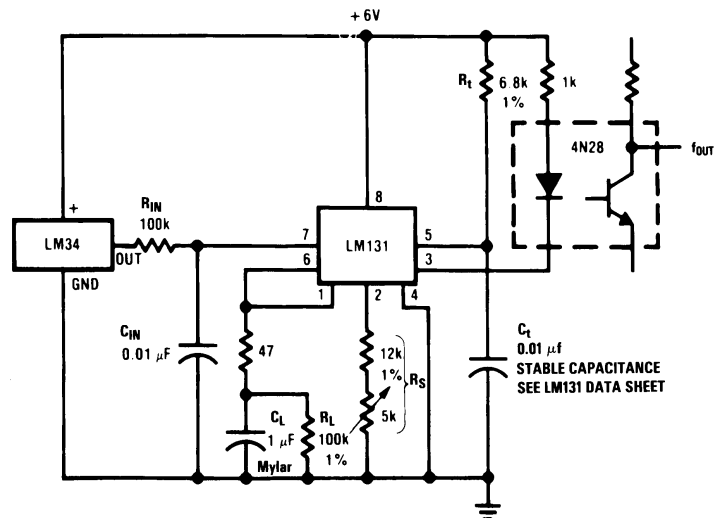 + 6V
Rt
6.8k
1%
1k
4N28
fOUT
RIN
100k
+
LM34
OUT
GND
8
7
LM131
5
6
3
1
2
4
CIN
0.01 μF
47
12k
1%
RS
5k
CL
1 μF
Mylar
RL
100k
1%
Ct
0.01 μf
STABLE CAPACITANCE
SEE LM131 DATA SHEET